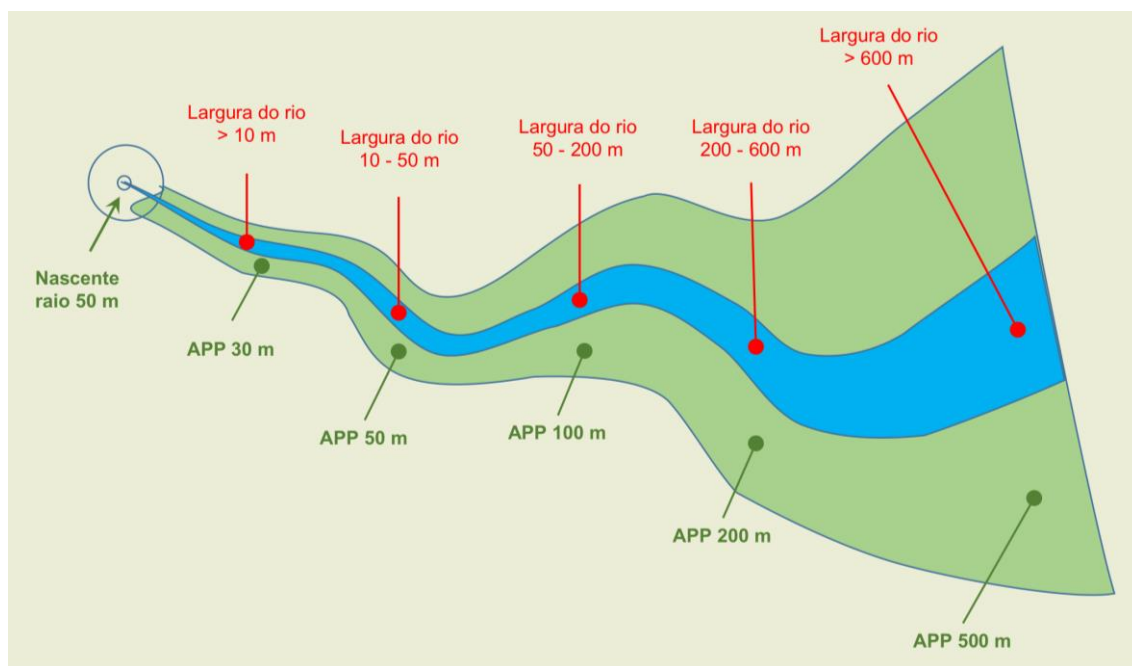 Largura do rio
> 600 m
Largura do rio
> 10 m
Largura do rio
10 - 50 m
Largura do rio
50 - 200 m
Largura do rio
200 - 600 m
Nascente
raio 50 m
APP 30 m
APP 50 m
APP 100 m
APP 200 m
APP 500 m